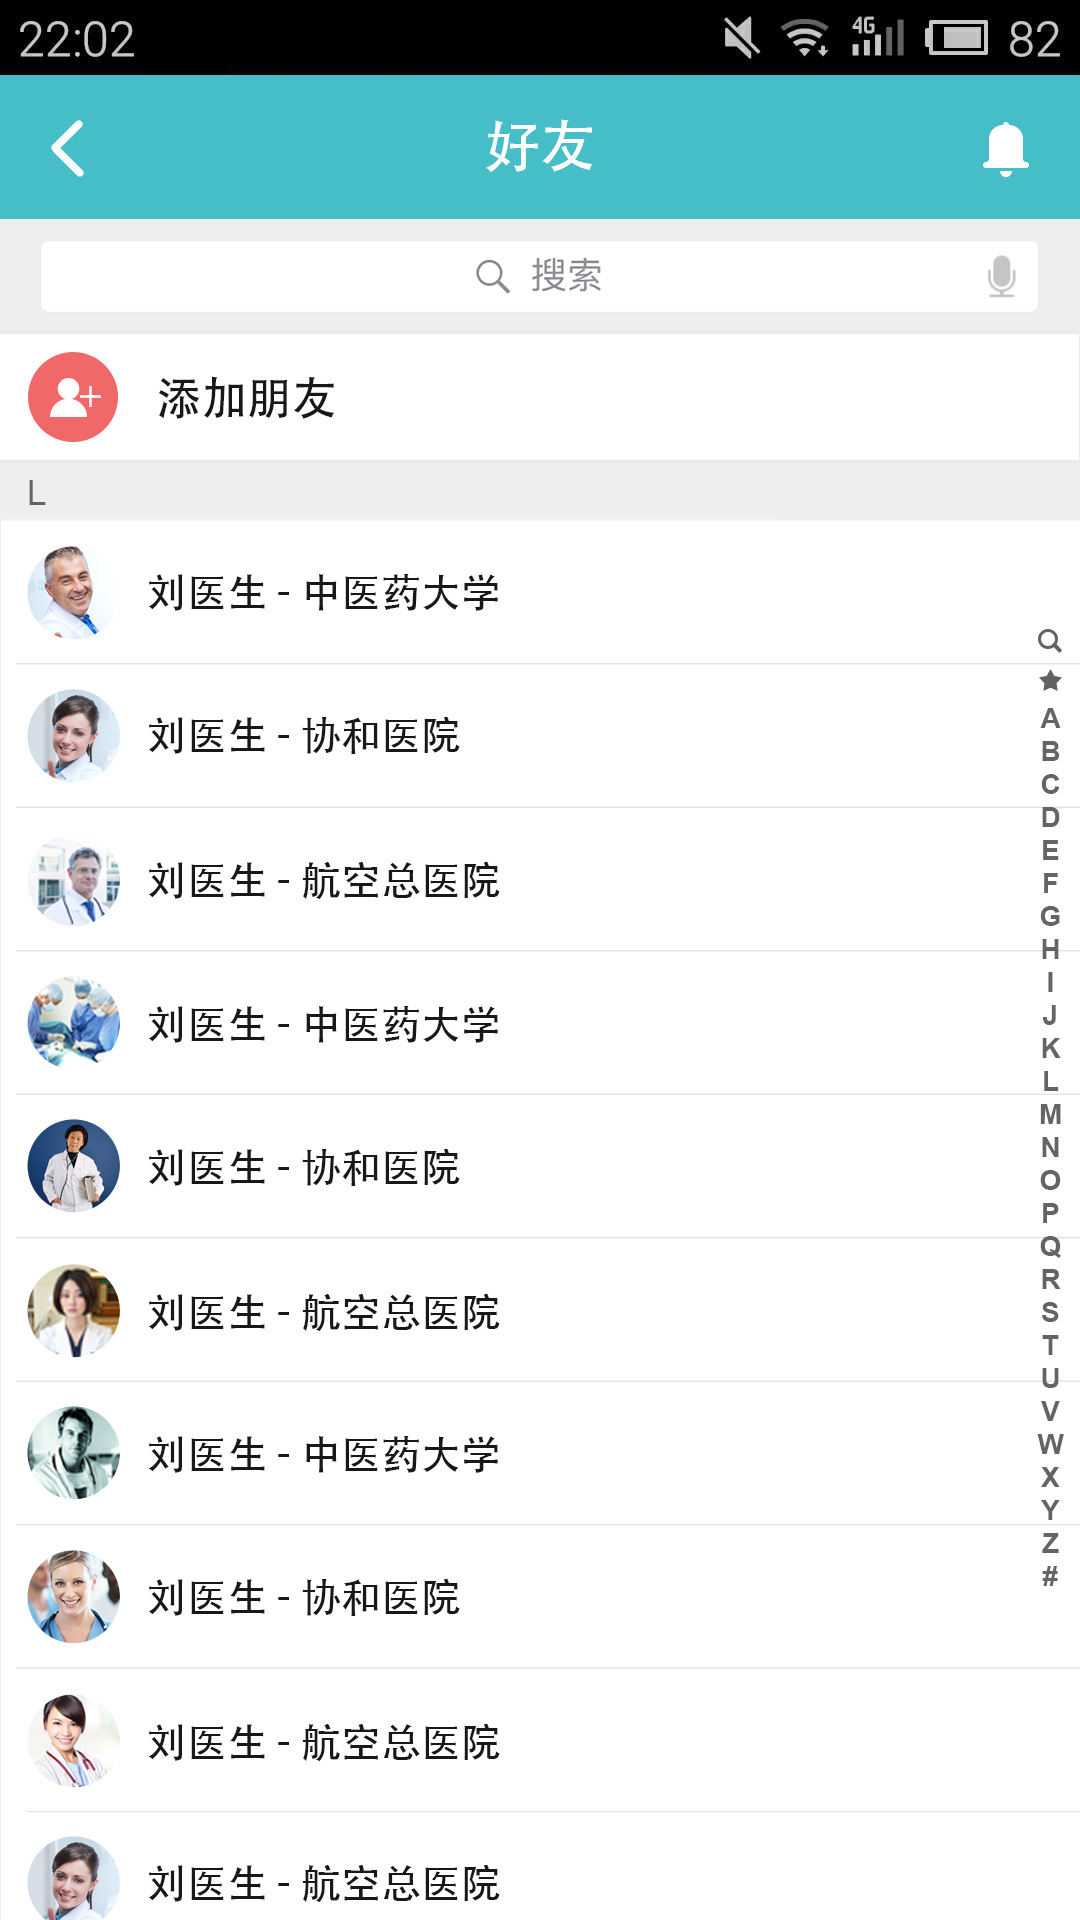 22:02 4G 82
好友
搜索
添加朋友
L
刘医生 - 中医药大学
刘医生 - 协和医院
刘医生 - 航空总医院
刘医生 - 中医药大学
刘医生 - 协和医院
刘医生 - 航空总医院
刘医生 - 中医药大学
刘医生 - 协和医院
刘医生 - 航空总医院
刘医生 - 航空总医院
A
B
C
D
E
F
G
H
I
J
K
L
M
N
O
P
Q
R
S
T
U
V
W
X
Y
Z
#